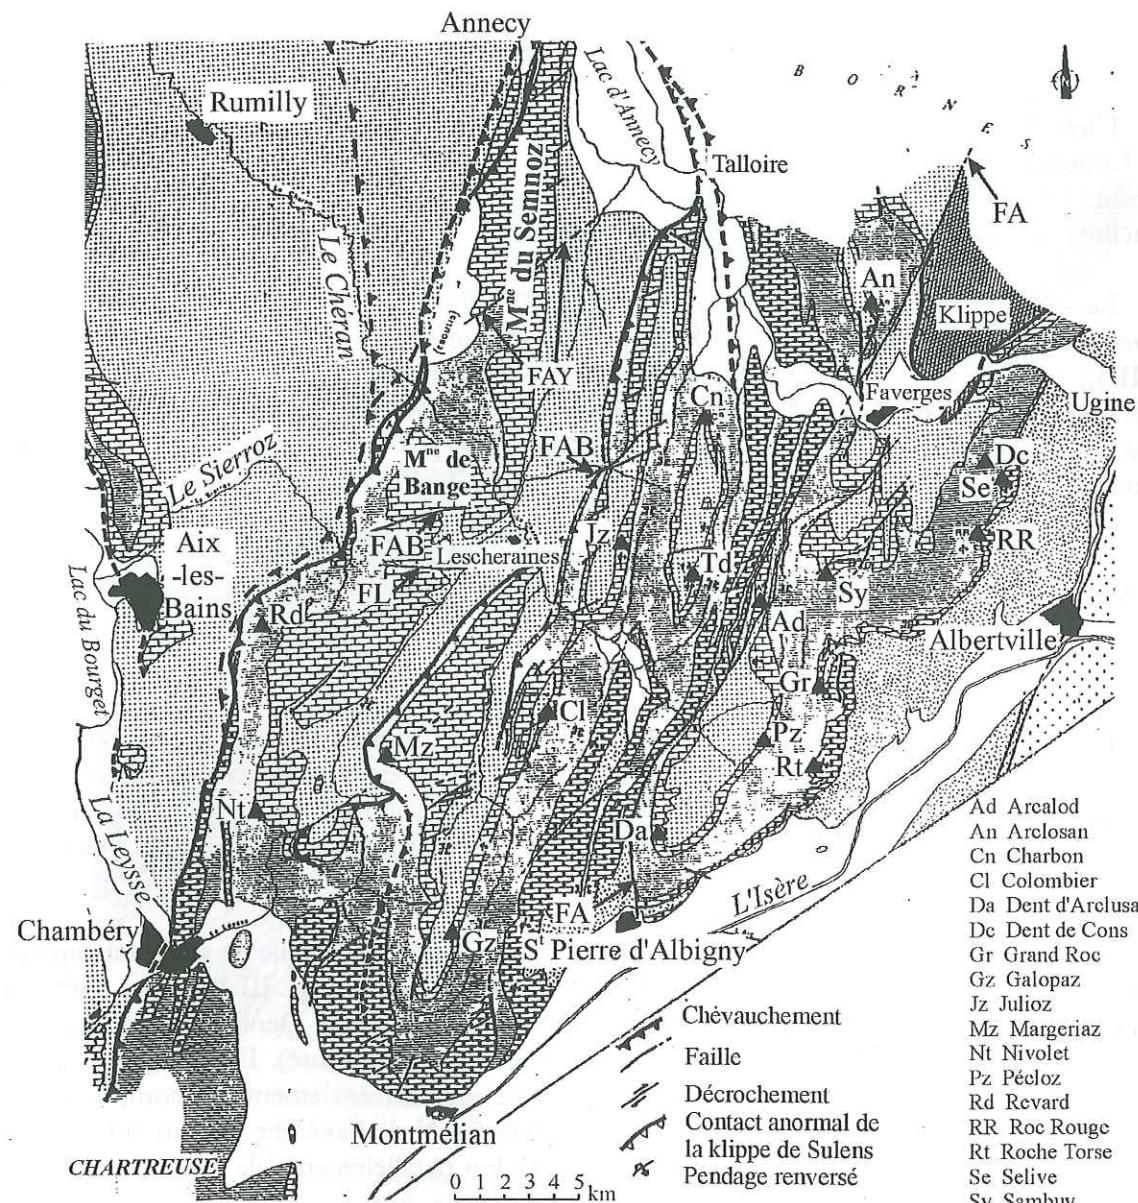 Annecy
Rumilly
Lac d'Annecy
B O R N E S
Talloire
FA
Mne du Semnoz
Le Chéran
An
Klippe
FAY
Cn
Faverges
Ugine
Le Sierroz
Mne de
Bange
FAB
Dc
Se
Aix
-les-
Bains
FAB
Lescheraines
Jz
RR
Lac du Bourget
FL
Td
Sy
Rd
Ad
Albertville
Gr
Cl
Mz
Pz
Rt
Nt
La Leysse
Da
L'Isère
Chambéry
FA
Gz
St Pierre d'Albigny
Montmélian
CHARTREUSE
Chevauchement
Faille
Décrochement
Contact anormal de
la klippe de Sulens
Pendage renversé
0 1 2 3 4 5 km
Ad Arcalod
An Arclosan
Cn Charbon
Cl Colombier
Da Dent d'Arclusa
Dc Dent de Cons
Gr Grand Roc
Gz Galopaz
Jz Julioz
Mz Margeriaz
Nt Nivolet
Pz Pécloz
Rd Revard
RR Roc Rouge
Rt Roche Torse
Se Selive
Sy Sambuy